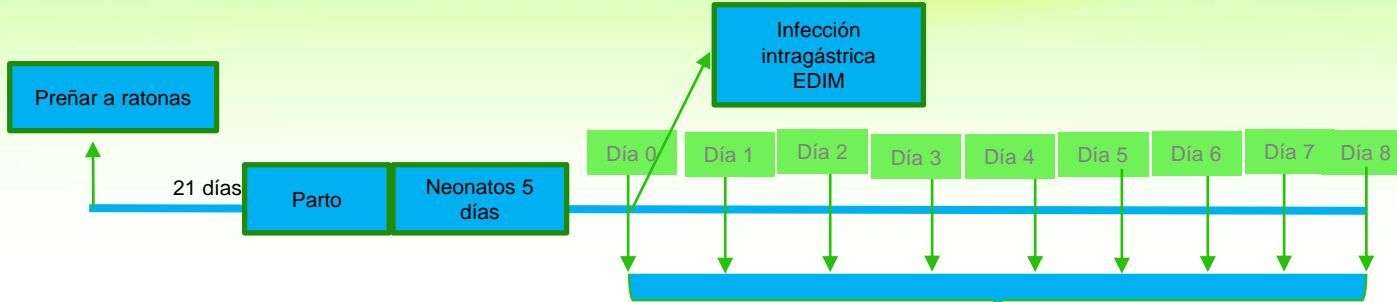 Infección
intragástrica
EDIM
Preñar a ratonas
Día 0
Día 1
Día 2
Día 3
Día 4
Día 5
Día 6
Día 7
Día 8
21 días
Parto
Neonatos 5
días